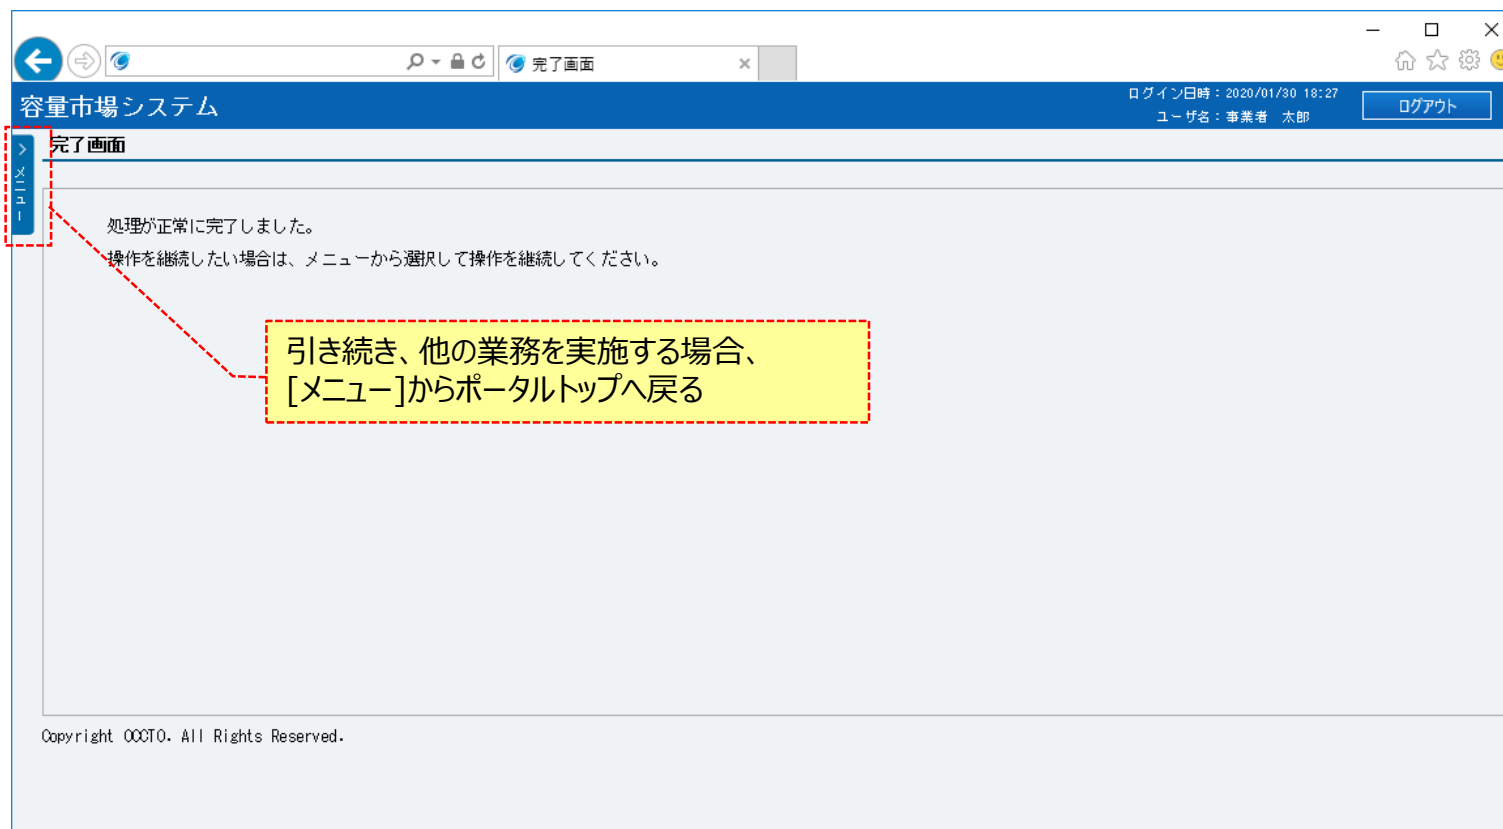 完了画面
容量市場システム
ログイン日時：2020/01/30 18:27
ユーザ名：事業者　太郎
ログアウト
> メニュー
完了画面
処理が正常に完了しました。
操作を継続したい場合は、メニューから選択して操作を継続してください。
引き続き、他の業務を実施する場合、
[メニュー]からポータルトップへ戻る
Copyright OCCTO. All Rights Reserved.